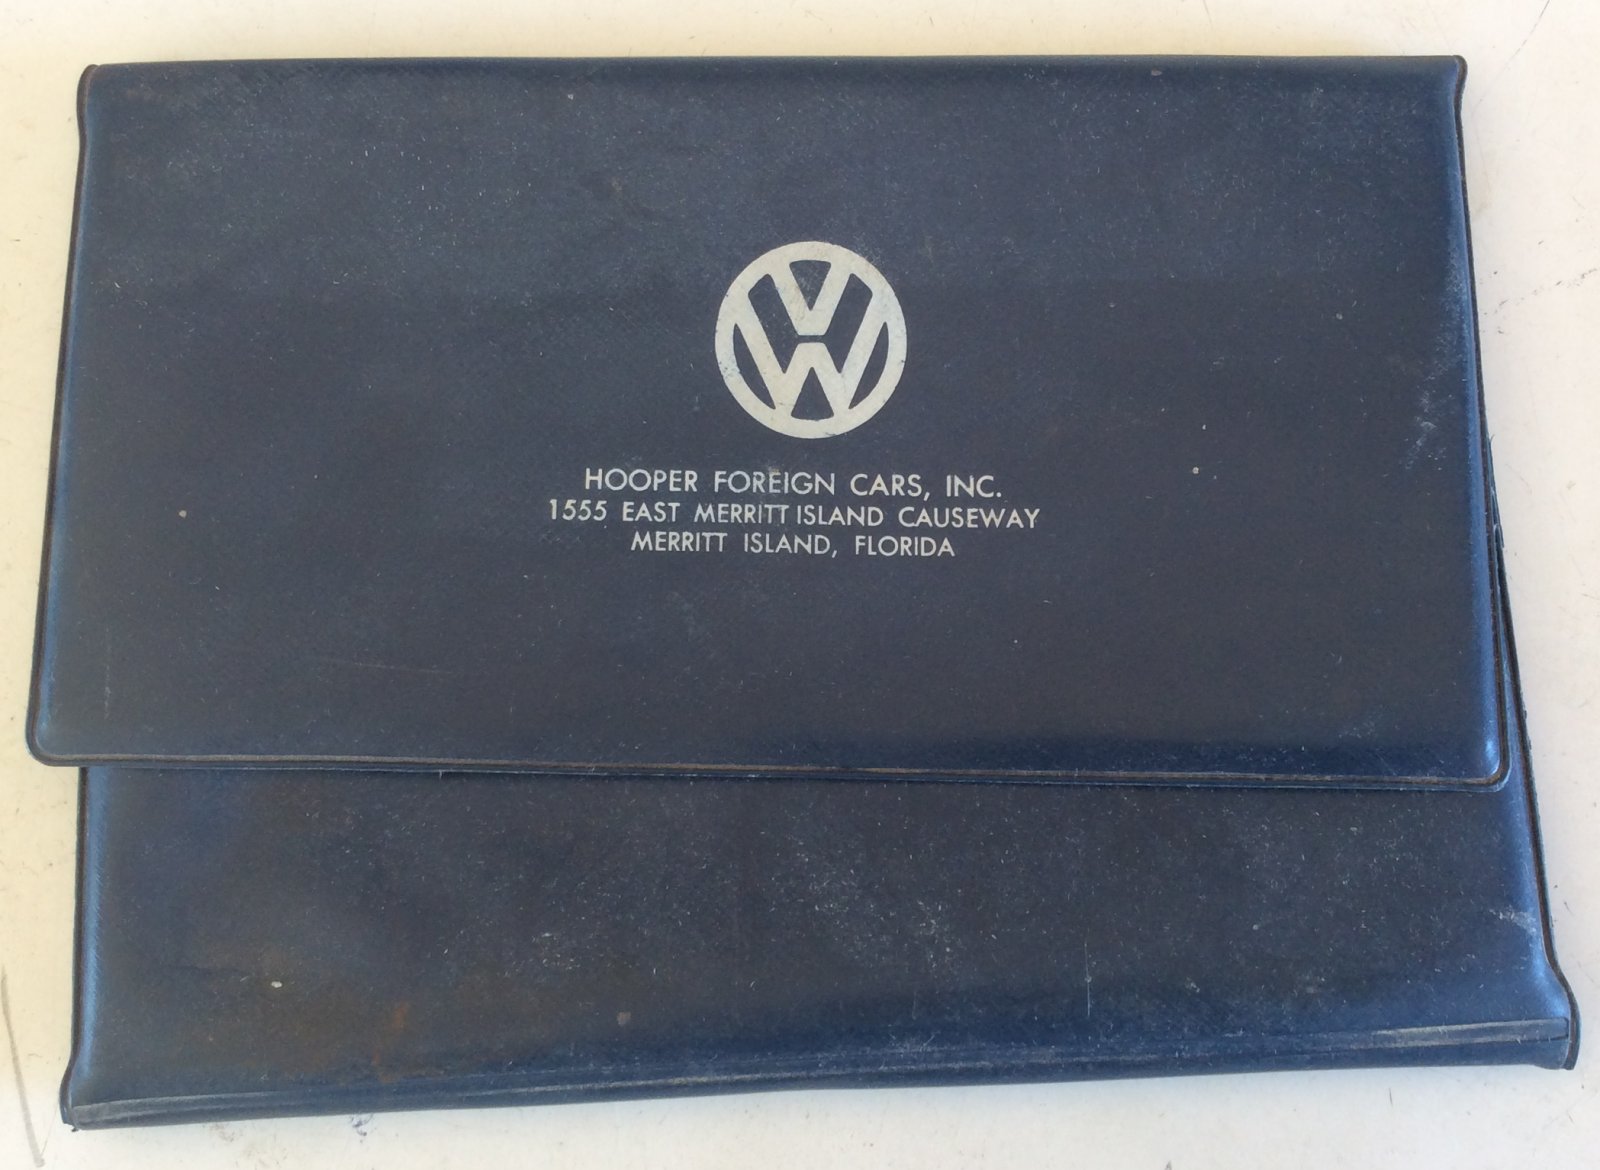 HOOPER FOREIGN CARS, INC.
1555 EAST MERRITT ISLAND CAUSEWAY
MERRITT ISLAND, FLORIDA